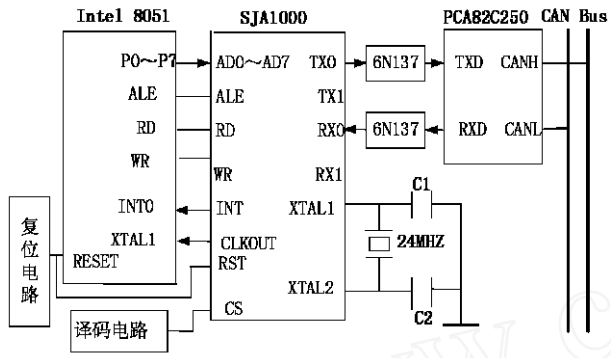 Intel 8051
SJA1000
PCA82C250
CAN Bus
P0～P7
AD0～AD7
TX0
6N137
TXD
CANH
ALE
ALE
TX1
RD
RD
RX0
6N137
RXD
CANL
WR
WR
RX1
C1
INT0
INT
XTAL1
XTAL1
CLKOUT
24MHZ
RESET
RST
XTAL2
C2
CS
复位电路
译码电路